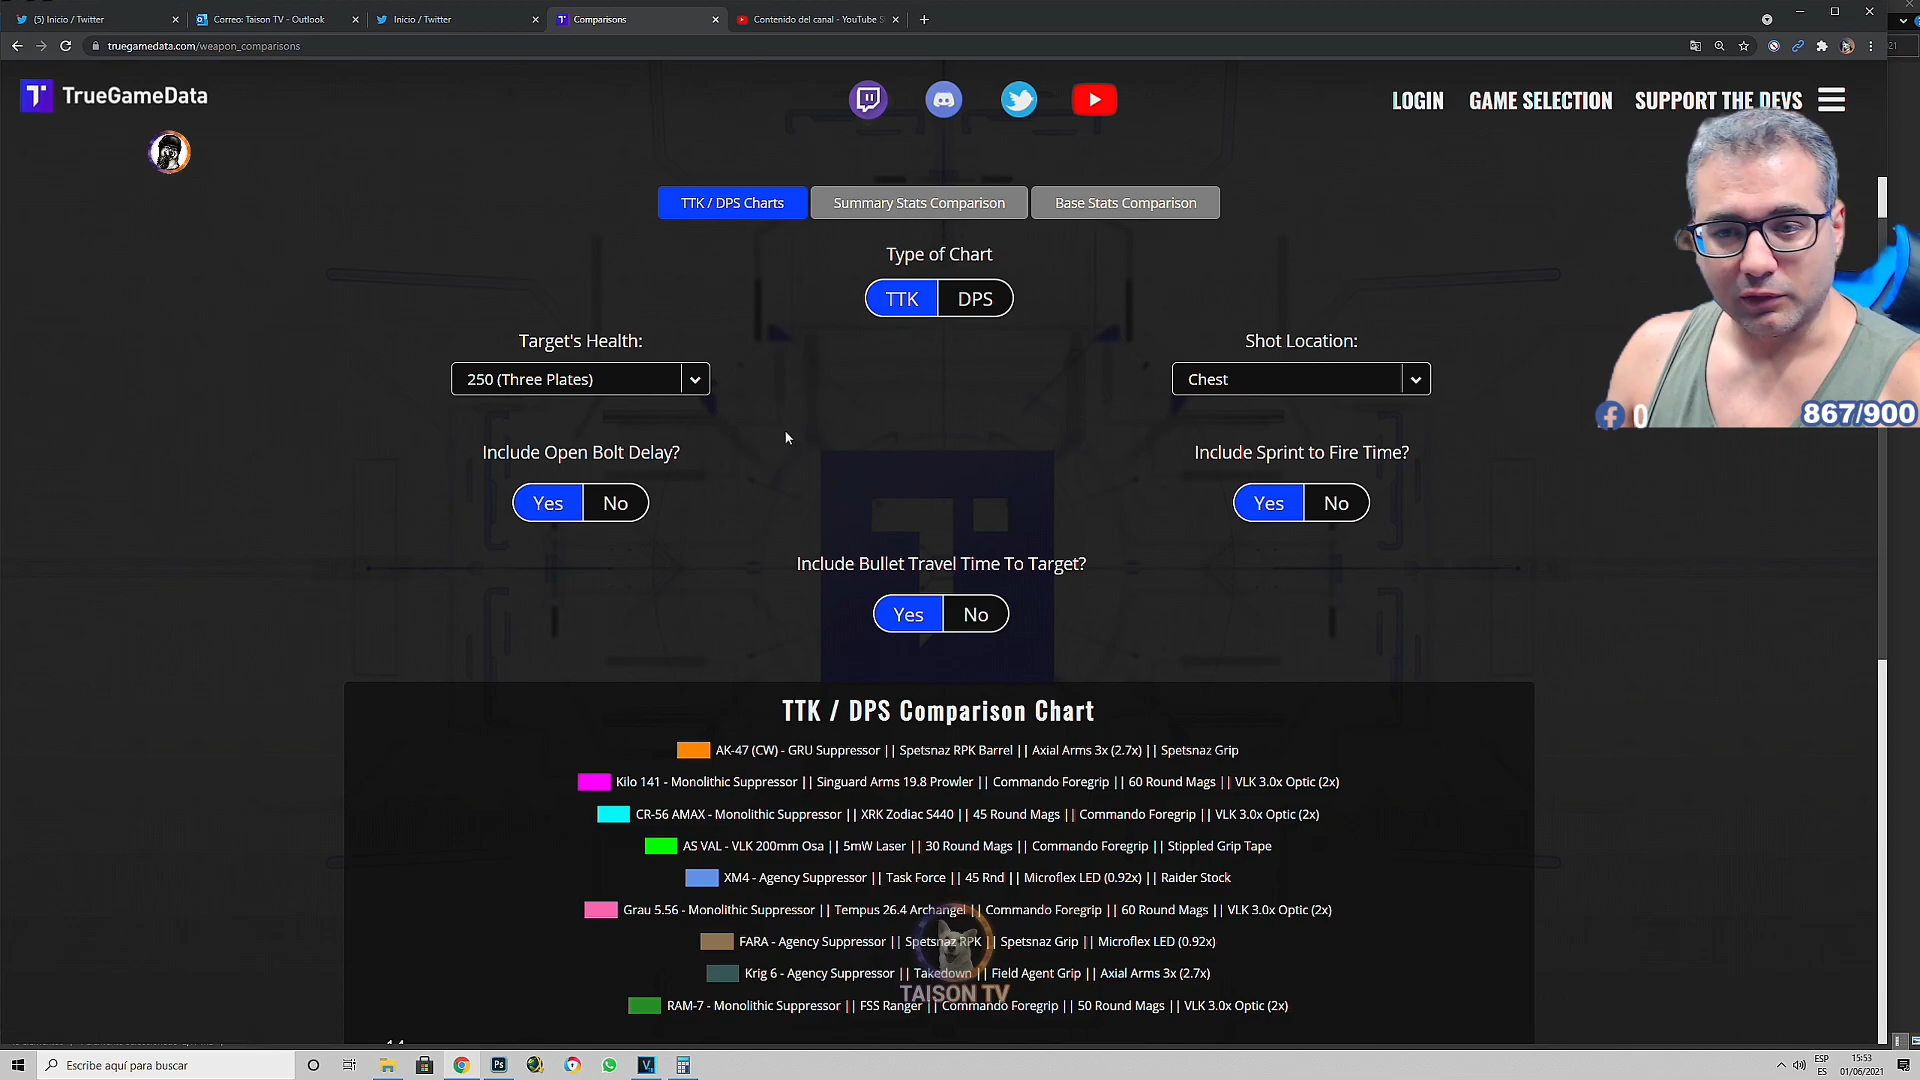 (5) Inicio / Twitter
Correo: Taison TV - Outlook
Inicio / Twitter
Comparisons
Contenido del canal - YouTube S
truegamedata.com/weapon_comparisons
21
TrueGameData
LOGIN
GAME SELECTION
SUPPORT THE DEVS
TTK / DPS Charts
Summary Stats Comparison
Base Stats Comparison
Type of Chart
TTK
DPS
Target's Health:
Shot Location:
250 (Three Plates)
Chest
0
867/900
Include Open Bolt Delay?
Include Sprint to Fire Time?
Yes
No
Yes
No
Include Bullet Travel Time To Target?
Yes
No
TTK / DPS Comparison Chart
AK-47 (CW) - GRU Suppressor || Spetsnaz RPK Barrel || Axial Arms 3x (2.7x) || Spetsnaz Grip
Kilo 141 - Monolithic Suppressor || Singuard Arms 19.8 Prowler || Commando Foregrip || 60 Round Mags || VLK 3.0x Optic (2x)
CR-56 AMAX - Monolithic Suppressor || XRK Zodiac S440 || 45 Round Mags || Commando Foregrip || VLK 3.0x Optic (2x)
AS VAL - VLK 200mm Osa || 5mW Laser || 30 Round Mags || Commando Foregrip || Stippled Grip Tape
XM4 - Agency Suppressor || Task Force || 45 Rnd || Microflex LED (0.92x) || Raider Stock
Grau 5.56 - Monolithic Suppressor || Tempus 26.4 Archangel || Commando Foregrip || 60 Round Mags || VLK 3.0x Optic (2x)
FARA - Agency Suppressor || Spetsnaz RPK || Spetsnaz Grip || Microflex LED (0.92x)
Krig 6 - Agency Suppressor || Takedown || Field Agent Grip || Axial Arms 3x (2.7x)
TAISON TV
RAM-7 - Monolithic Suppressor || FSS Ranger || Commando Foregrip || 50 Round Mags || VLK 3.0x Optic (2x)
Escribe aquí para buscar
ESP
ES
15:53
01/06/2021